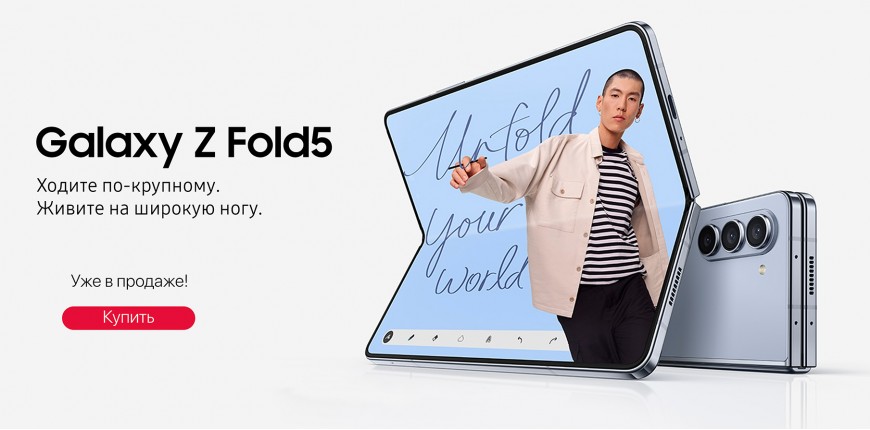 Galaxy Z Fold5
Ходите по-крупному.
Живите на широкую ногу.
Уже в продаже!
Купить
Unfold
your
world